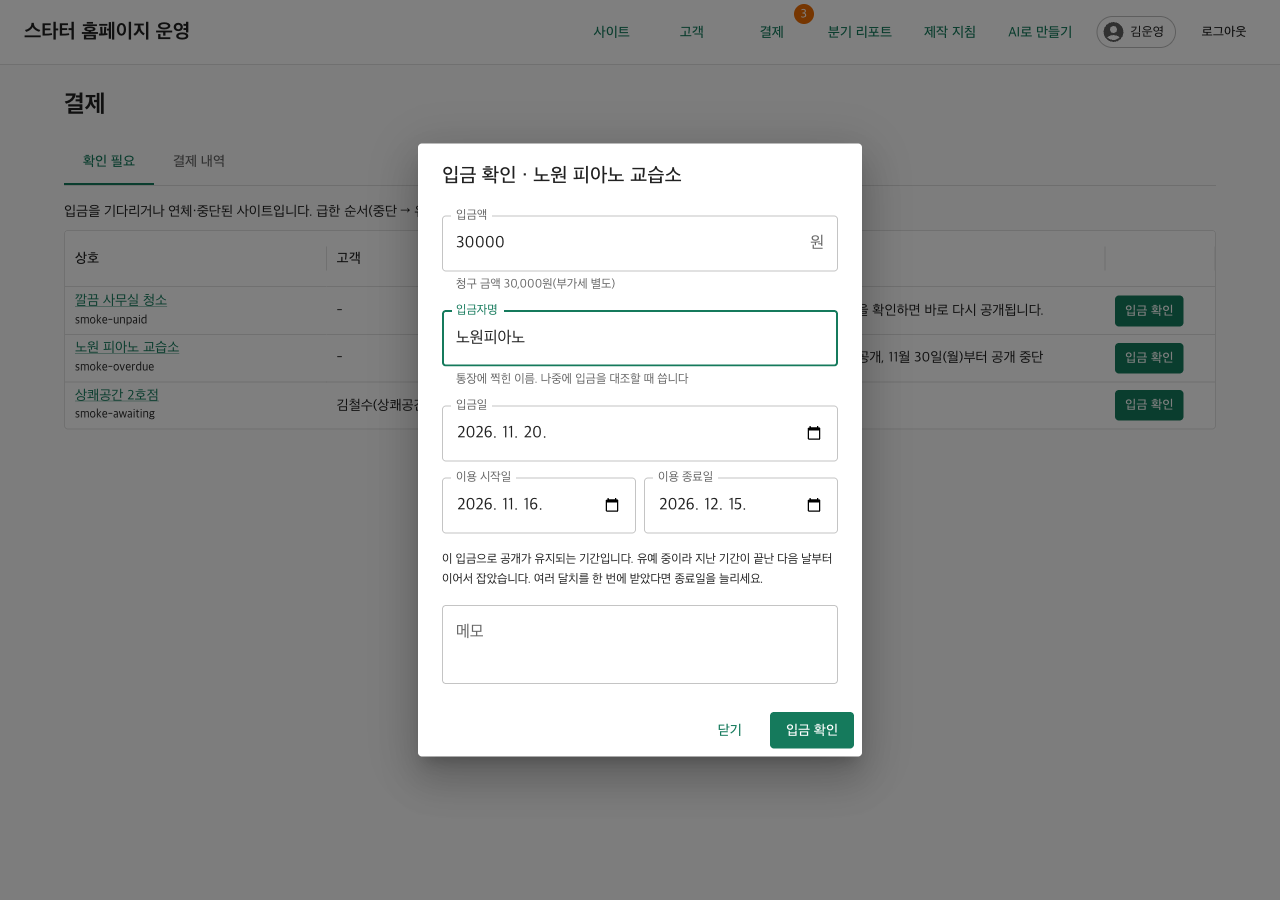 스타터 홈페이지 운영
사이트
고객
결제
3
분기 리포트
제작 지침
AI로 만들기
김운영
로그아웃
결제
확인 필요
결제 내역
입금을 기다리거나 연체·중단된 사이트입니다. 급한 순서(중단 →
상호
고객
깔끔 사무실 청소
smoke-unpaid
-
확인하면 바로 다시 공개됩니다.
입금 확인
노원 피아노 교습소
smoke-overdue
-
공개, 11월 30일(월)부터 공개 중단
입금 확인
상쾌공간 2호점
smoke-awaiting
김철수(상쾌공간
입금 확인
입금 확인 · 노원 피아노 교습소
입금액
30000
원
청구 금액 30,000원(부가세 별도)
입금자명
노원피아노
통장에 찍힌 이름. 나중에 입금을 대조할 때 씁니다
입금일
2026. 11. 20.
이용 시작일
2026. 11. 16.
이용 종료일
2026. 12. 15.
이 입금으로 공개가 유지되는 기간입니다. 유예 중이라 지난 기간이 끝난 다음 날부터
이어서 잡았습니다. 여러 달치를 한 번에 받았다면 종료일을 늘리세요.
메모
닫기
입금 확인